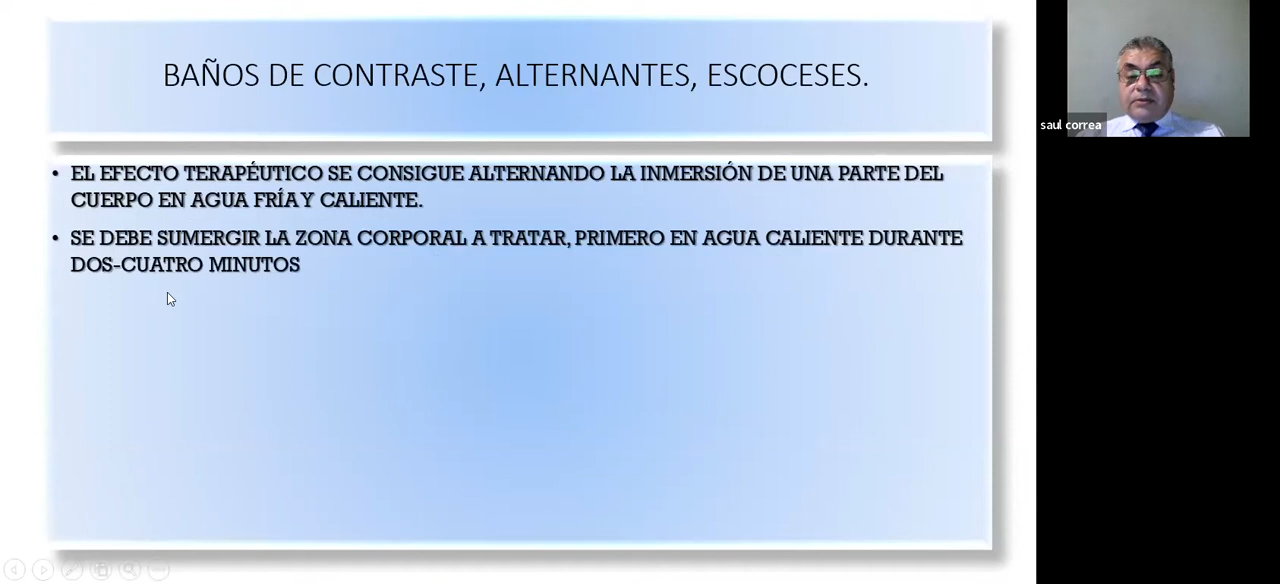 BAÑOS DE CONTRASTE, ALTERNANTES, ESCOCESES.
• EL EFECTO TERAPÉUTICO SE CONSIGUE ALTERNANDO LA INMERSIÓN DE UNA PARTE DEL
CUERPO EN AGUA FRÍA Y CALIENTE.
• SE DEBE SUMERGIR LA ZONA CORPORAL A TRATAR, PRIMERO EN AGUA CALIENTE DURANTE
DOS-CUATRO MINUTOS
saul correa